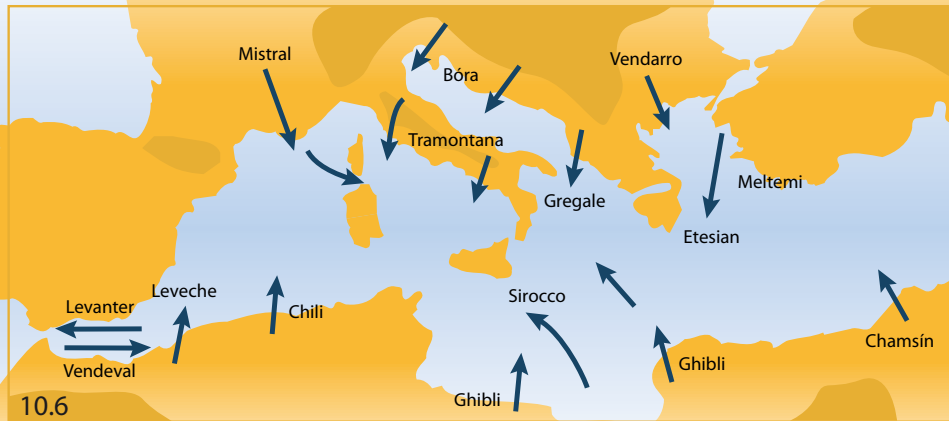 Mistral
Bóra
Vendarro
Tramontana
Meltemi
Gregale
Etesian
Leveche
Sirocco
Levanter
Chili
Chamsín
Vendeval
Ghibli
Ghibli
10.6